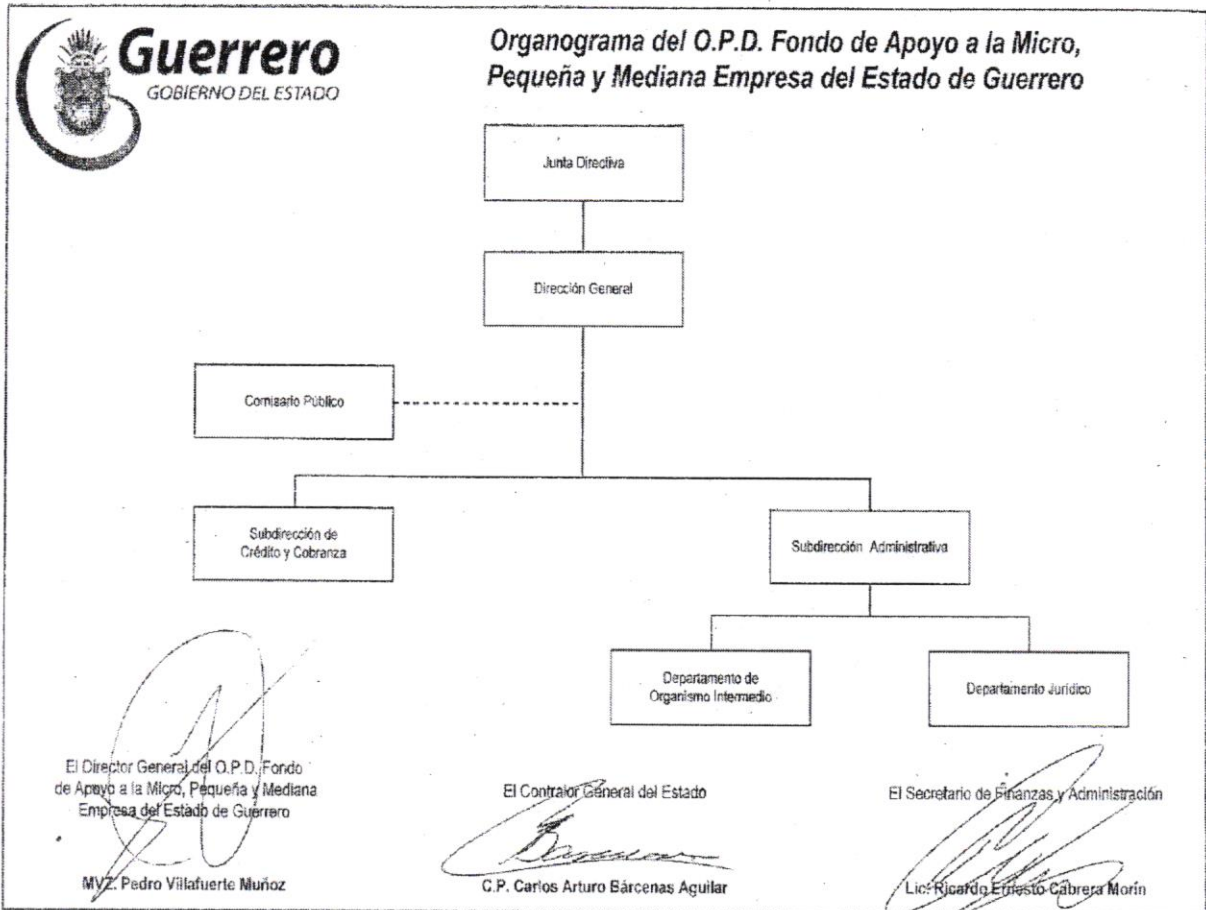 Guerrero
GOBIERNO DEL ESTADO
Organograma del O.P.D. Fondo de Apoyo a la Micro,
Pequeña y Mediana Empresa del Estado de Guerrero
Junta Directiva
Dirección General
Comisario Público
Subdirección de
Crédito y Cobranza
Subdirección Administrativa
Departamento de
Organismo Intermedio
Departamento Jurídico
El Director General del O.P.D. Fondo
de Apoyo a la Micro, Pequeña y Mediana
Empresa del Estado de Guerrero
MVZ. Pedro Villafuerte Muñoz
El Contralor General del Estado
C.P. Carlos Arturo Bárcenas Aguilar
El Secretario de Finanzas y Administración
Lic. Ricardo Ernesto Cabrera Morín